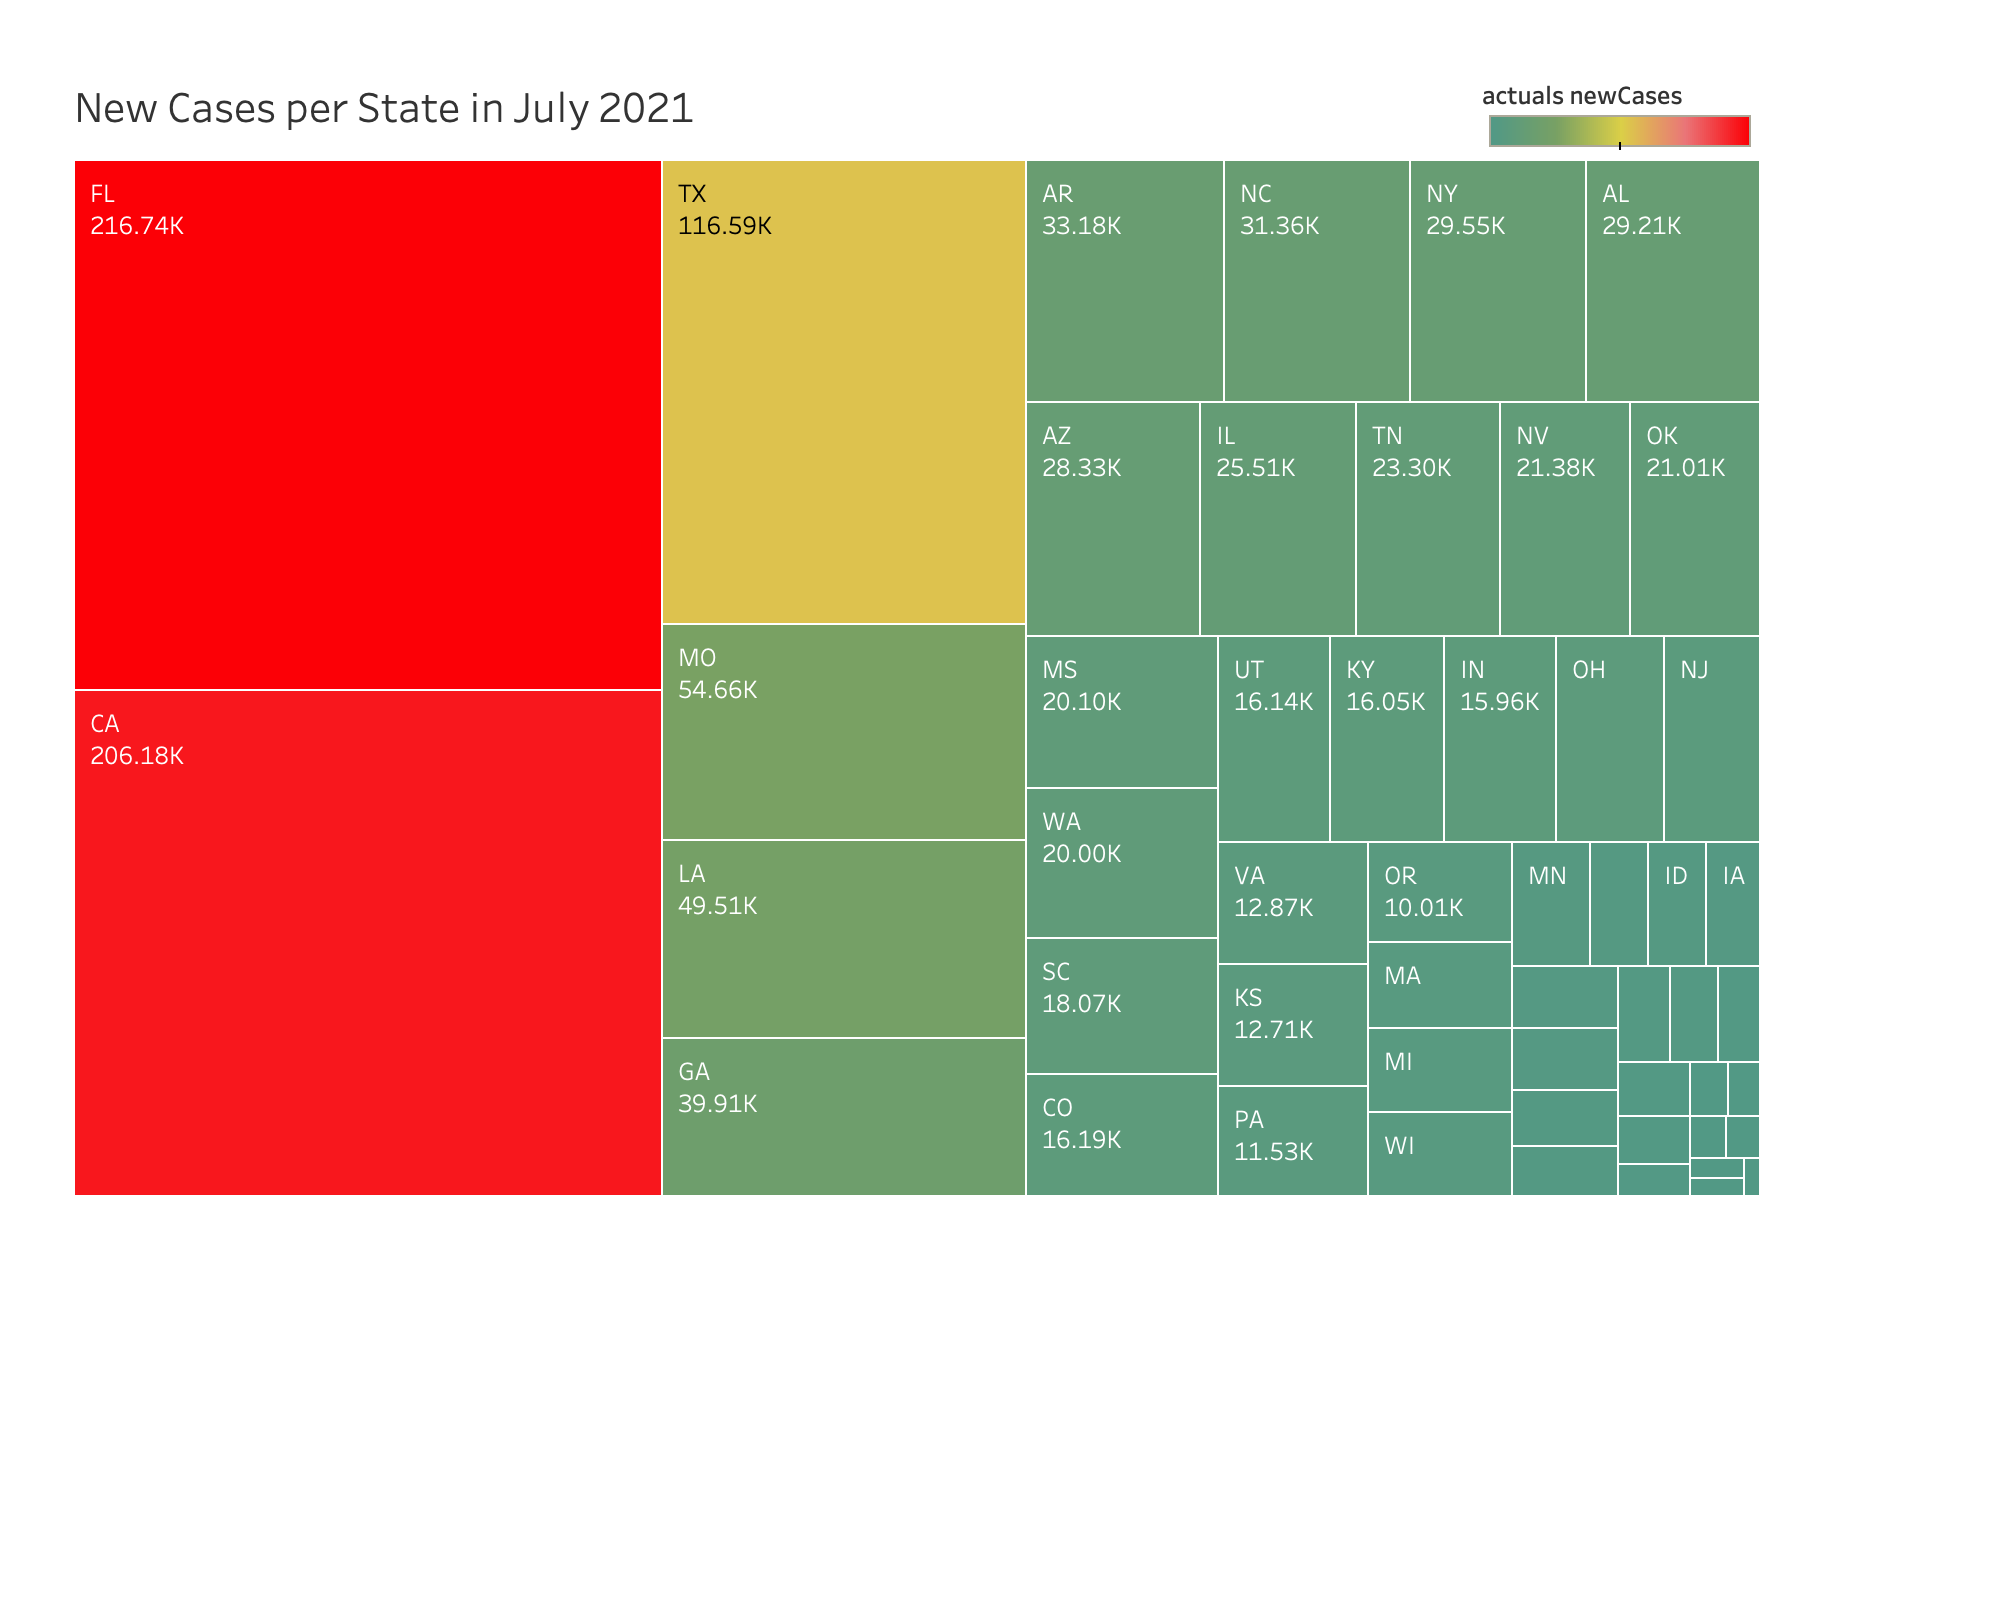 New Cases per State in July 2021
actuals newCases
FL
216.74K
CA
206.18K
TX
116.59K
MO
54.66K
LA
49.51K
GA
39.91K
AR
33.18K
NC
31.36K
NY
29.55K
AL
29.21K
AZ
28.33K
IL
25.51K
TN
23.30K
NV
21.38K
OK
21.01K
MS
20.10K
WA
20.00K
SC
18.07K
CO
16.19K
UT
16.14K
KY
16.05K
IN
15.96K
OH
NJ
VA
12.87K
KS
12.71K
PA
11.53K
OR
10.01K
MA
MI
WI
MN
ID
IA